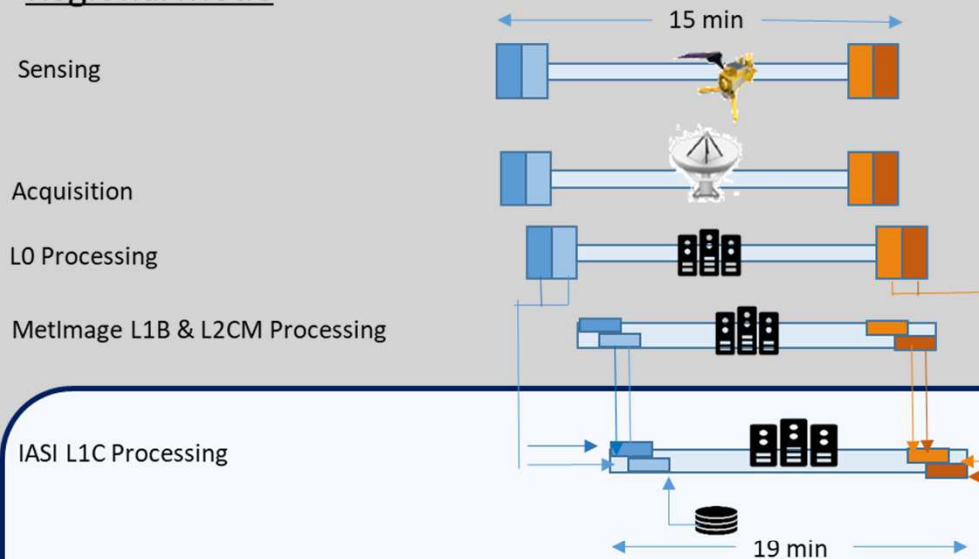 15 min
Sensing
Acquisition
L0 Processing
MetImage L1B & L2CM Processing
IASI L1C Processing
19 min